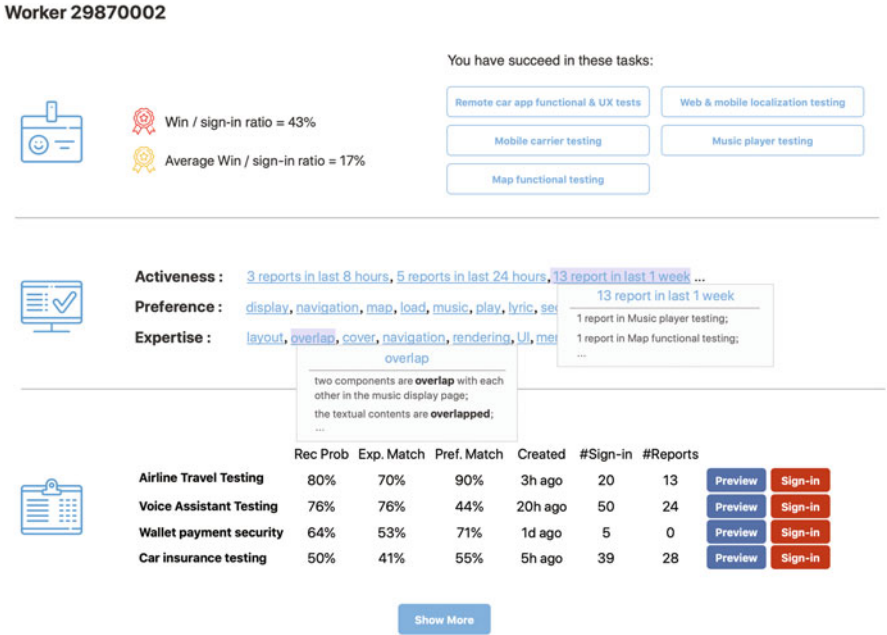 Worker 29870002
You have succeed in these tasks:
Win / sign-in ratio = 43%
Average Win / sign-in ratio = 17%
Remote car app functional & UX tests
Web & mobile localization testing
Mobile carrier testing
Music player testing
Map functional testing
Activeness : 3 reports in last 8 hours, 5 reports in last 24 hours, 13 report in last 1 week ...
Preference : display, navigation, map, load, music, play, lyric,
Expertise : layout, overlap, cover, navigation, rendering, UI,
13 report in last 1 week
1 report in Music player testing;
1 report in Map functional testing;
...
overlap
two components are overlap with each
other in the music display page;
the textual contents are overlapped;
...
Rec Prob Exp. Match Pref. Match Created #Sign-in #Reports
Airline Travel Testing 80% 70% 90% 3h ago 20 13 Preview Sign-in
Voice Assistant Testing 76% 76% 44% 20h ago 50 24 Preview Sign-in
Wallet payment security 64% 53% 71% 1d ago 5 0 Preview Sign-in
Car insurance testing 50% 41% 55% 5h ago 39 28 Preview Sign-in
Show More